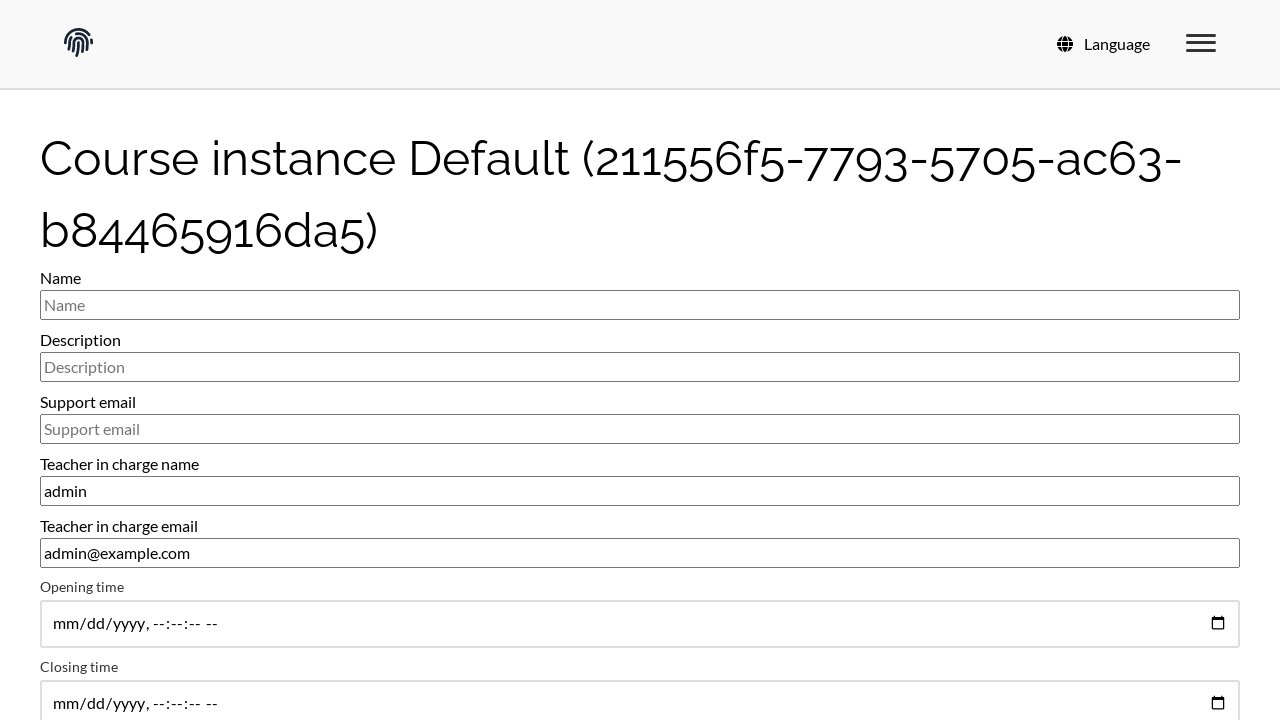 Language
Course instance Default (211556f5-7793-5705-ac63-
b84465916da5)
Name
Name
Description
Description
Support email
Support email
Teacher in charge name
admin
Teacher in charge email
admin@example.com
Opening time
mm/dd/yyyy, --:--:-- --
Closing time
mm/dd/yyyy, --:--:-- --